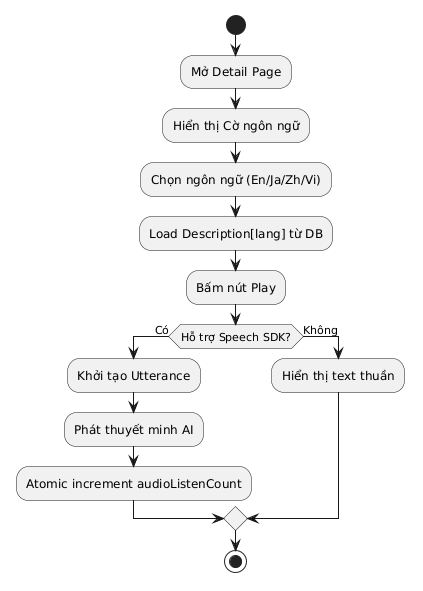 Mở Detail Page
Hiển thị Cờ ngôn ngữ
Chọn ngôn ngữ (En/Ja/Zh/Vi)
Load Description[lang] từ DB
Bấm nút Play
Có
Hỗ trợ Speech SDK?
Không
Khởi tạo Utterance
Hiển thị text thuần
Phát thuyết minh AI
Atomic increment audioListenCount